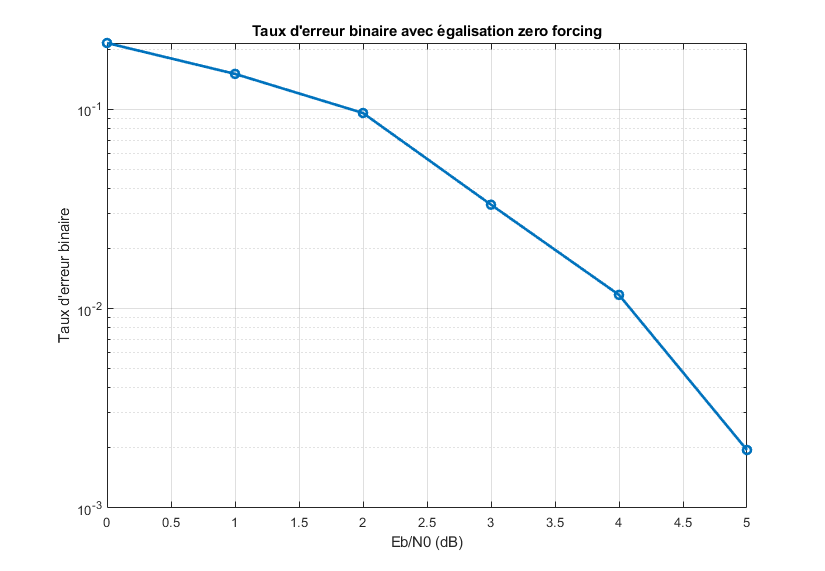 Taux d'erreur binaire avec égalisation zero forcing
10-1
10-2
10-3
Taux d'erreur binaire
0 0.5 1 1.5 2 2.5 3 3.5 4 4.5 5
Eb/N0 (dB)